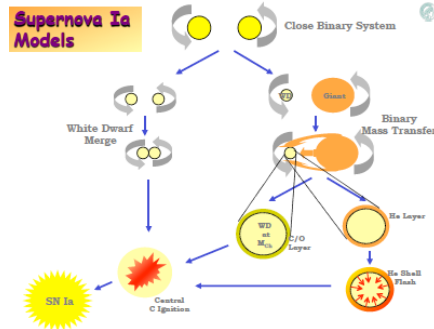 Supernova Ia
Models
Close Binary System
WD
Giant
White Dwarf
Merge
Binary
Mass Transfer
WD
at
MCh
C/O
Layer
He Layer
He Shell
Flash
SN Ia
Central
C Ignition